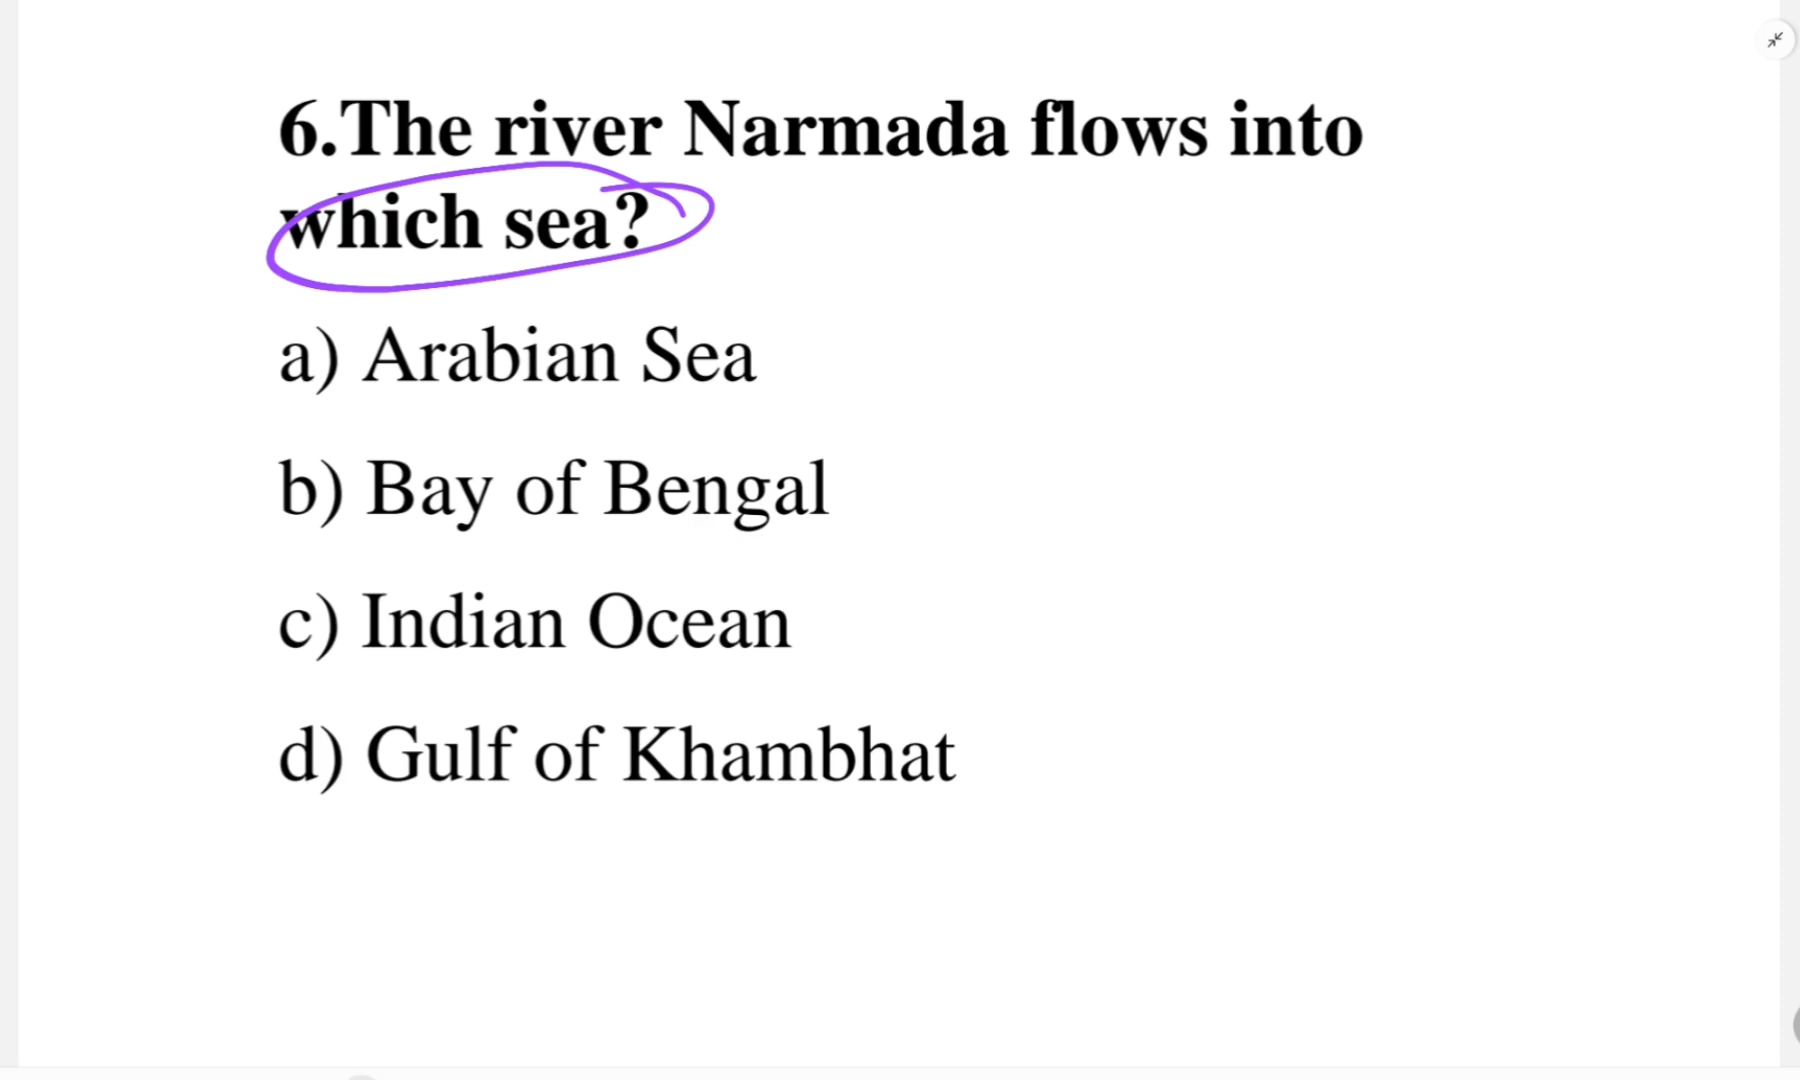 6.The river Narmada flows into
which sea?
a) Arabian Sea
b) Bay of Bengal
c) Indian Ocean
d) Gulf of Khambhat